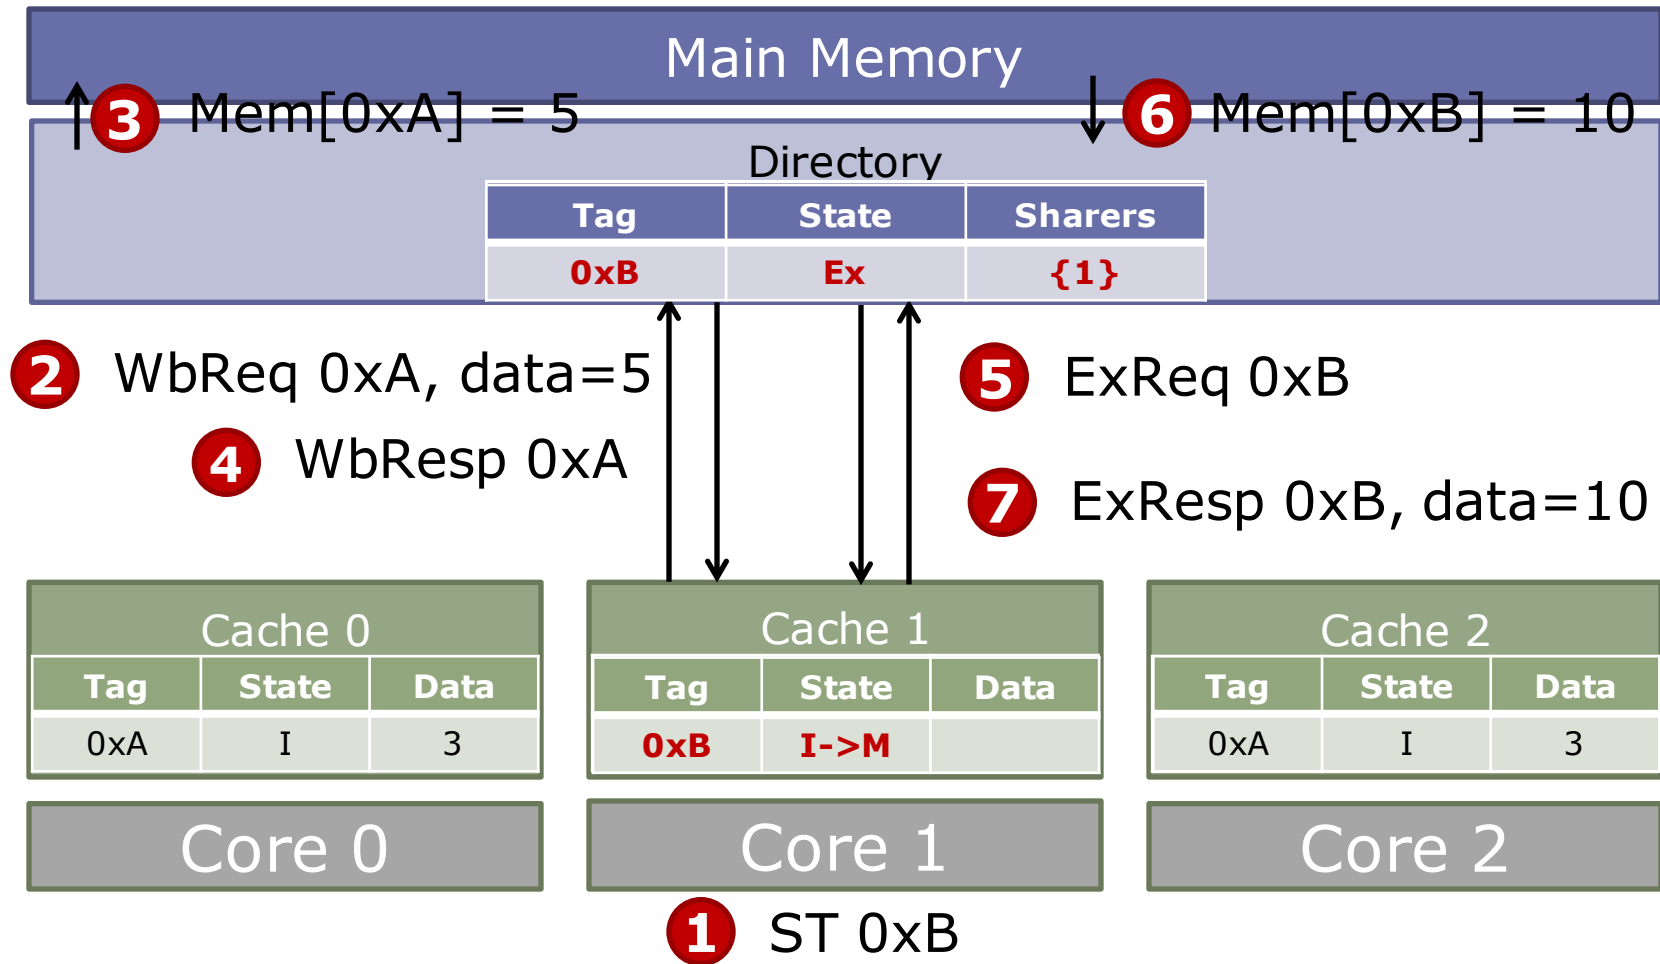 Main Memory
3 Mem[0xA] = 5
6 Mem[0xB] = 10
Directory
Tag State Sharers
0xB Ex {1}
2 WbReq 0xA, data=5
5 ExReq 0xB
4 WbResp 0xA
7 ExResp 0xB, data=10
Cache 0
Tag State Data
0xA I 3
Cache 1
Tag State Data
0xB I->M
Cache 2
Tag State Data
0xA I 3
Core 0
Core 1
Core 2
1 ST 0xB